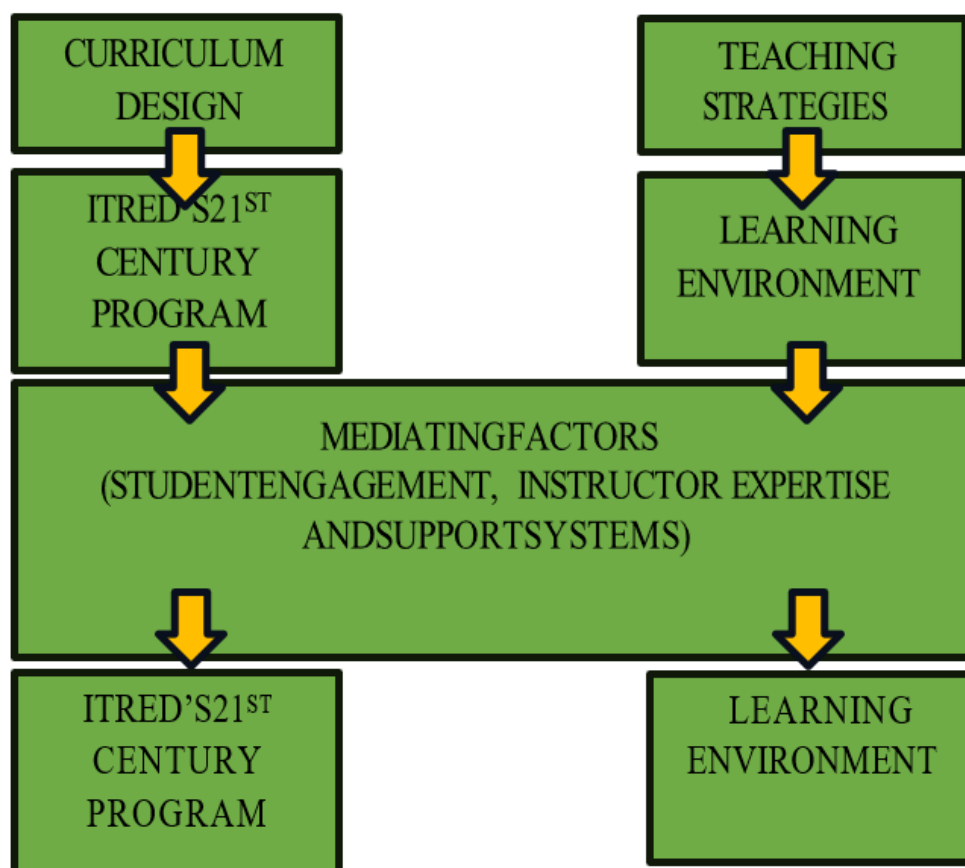 CURRICULUM
DESIGN
TEACHING
STRATEGIES
ITRED'S21ST
CENTURY
PROGRAM
LEARNING
ENVIRONMENT
MEDIATINGFACTORS
(STUDENTENGAGEMENT, INSTRUCTOR EXPERTISE
ANDSUPPORTSYSTEMS)
ITRED’S21ST
CENTURY
PROGRAM
LEARNING
ENVIRONMENT